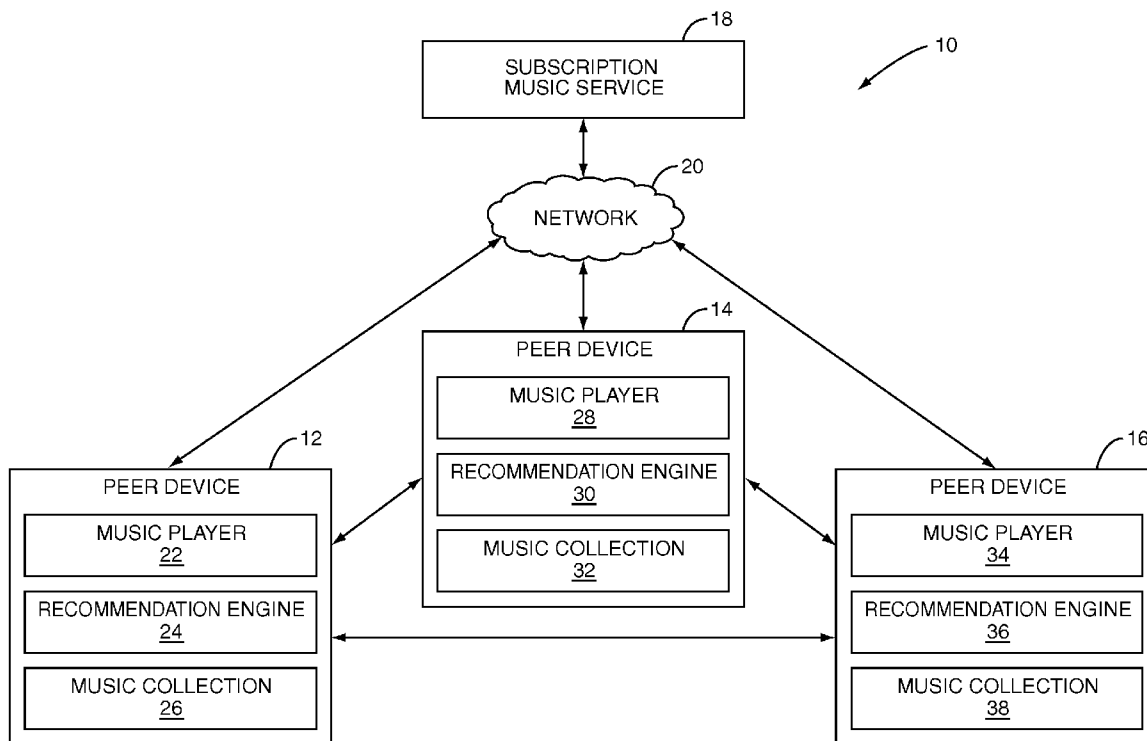 18
10
SUBSCRIPTION
MUSIC SERVICE
20
NETWORK
14
PEER DEVICE
MUSIC PLAYER
28
RECOMMENDATION ENGINE
30
MUSIC COLLECTION
32
12
PEER DEVICE
MUSIC PLAYER
22
RECOMMENDATION ENGINE
24
MUSIC COLLECTION
26
16
PEER DEVICE
MUSIC PLAYER
34
RECOMMENDATION ENGINE
36
MUSIC COLLECTION
38